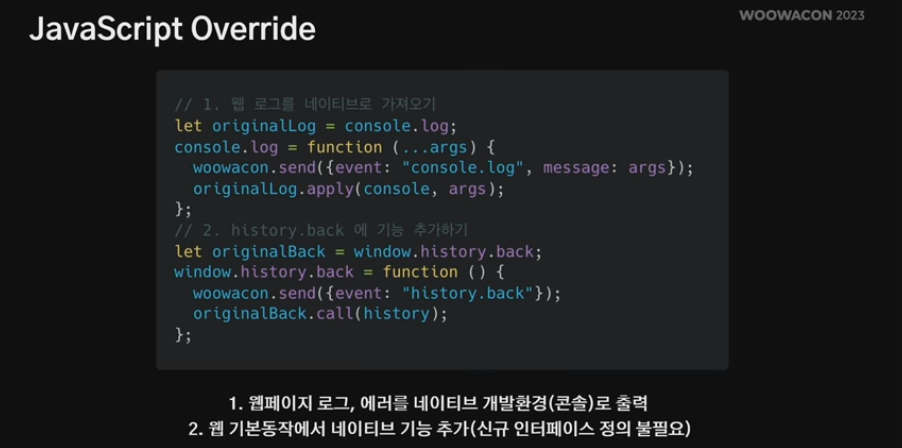 JavaScript Override
WOOWACON 2023
// 1. 웹 로그를 네이티브로 가져오기
let originalLog = console.log;
console.log = function (...args) {
  woowacon.send({event: "console.log", message: args});
  originalLog.apply(console, args);
};
// 2. history.back 에 기능 추가하기
let originalBack = window.history.back;
window.history.back = function () {
  woowacon.send({event: "history.back"});
  originalBack.call(history);
};
1. 웹페이지 로그, 에러를 네이티브 개발환경(콘솔)로 출력
2. 웹 기본동작에서 네이티브 기능 추가(신규 인터페이스 정의 불필요)